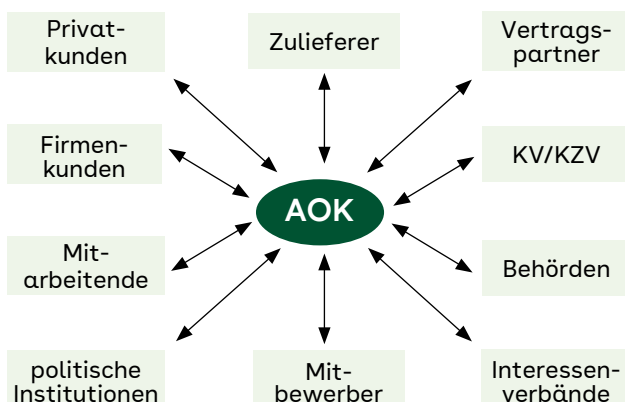 Privat-
kunden
Zulieferer
Vertrags-
partner
Firmen-
kunden
KV/KZV
AOK
Mit-
arbeitende
Behörden
politische
Institutionen
Mit-
bewerber
Interessen-
verbände